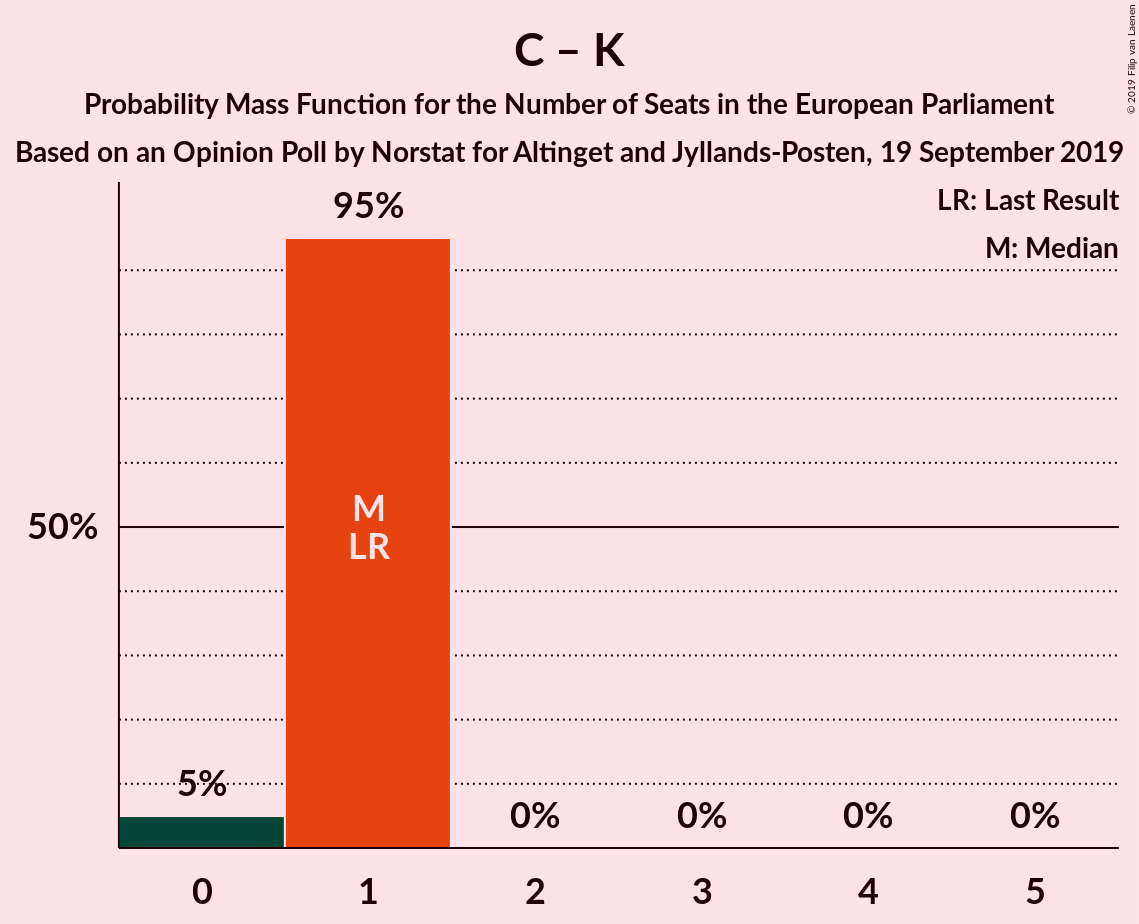 C – K
Probability Mass Function for the Number of Seats in the European Parliament
Based on an Opinion Poll by Norstat for Altinget and Jyllands-Posten, 19 September 2019
© 2019 Filip van Laenen
LR: Last Result
M: Median
95%
M
LR
50%
5%
0%
0%
0%
0%
0
1
2
3
4
5